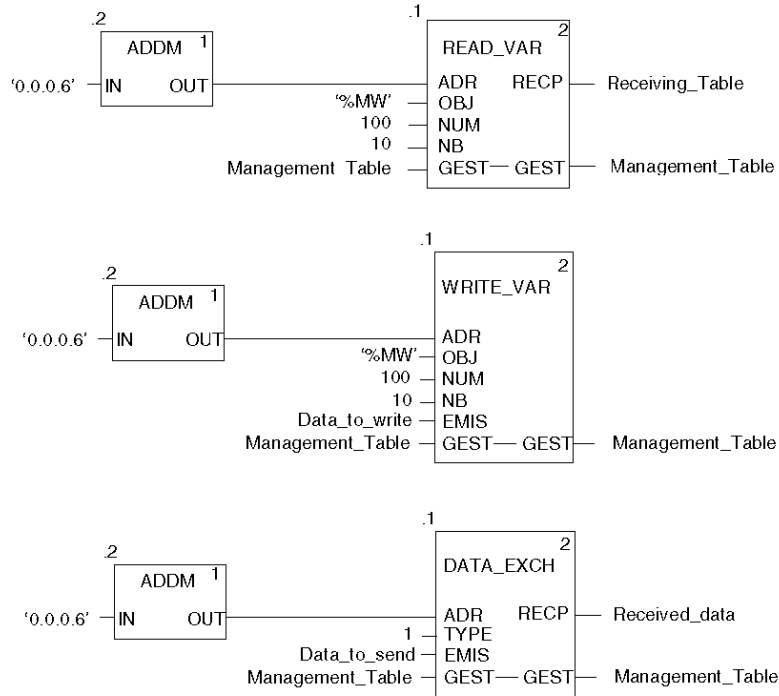 .2 .1
ADDM 1 READ_VAR 2
'0.0.0.6' IN OUT ADR RECP Receiving_Table
'%MW' OBJ
100 NUM
10 NB
Management_Table GEST GEST Management_Table
.2 .1
ADDM 1 WRITE_VAR 2
'0.0.0.6' IN OUT ADR
'%MW' OBJ
100 NUM
10 NB
Data_to_write EMIS
Management_Table GEST GEST Management_Table
.2 .1
ADDM 1 DATA_EXCH 2
'0.0.0.6' IN OUT ADR RECP Received_data
1 TYPE
Data_to_send EMIS
Management_Table GEST GEST Management_Table